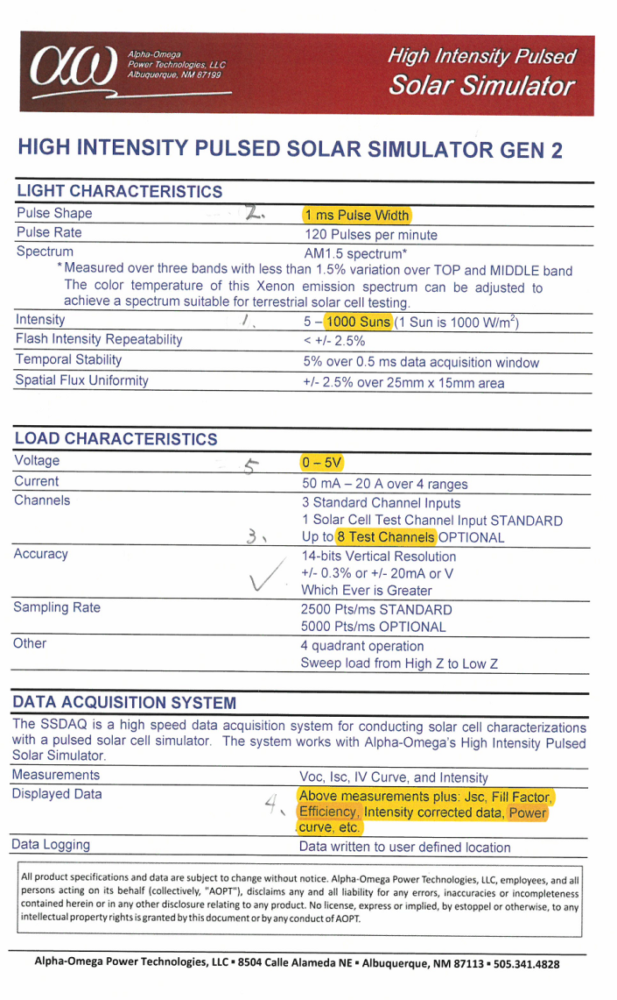 αω
Alpha-Omega
Power Technologies, LLC
Albuquerque, NM 87199
High Intensity Pulsed
Solar Simulator
HIGH INTENSITY PULSED SOLAR SIMULATOR GEN 2
LIGHT CHARACTERISTICS
Pulse Shape 2. 1 ms Pulse Width
Pulse Rate 120 Pulses per minute
Spectrum AM1.5 spectrum*
*Measured over three bands with less than 1.5% variation over TOP and MIDDLE band
The color temperature of this Xenon emission spectrum can be adjusted to
achieve a spectrum suitable for terrestrial solar cell testing.
Intensity 1. 5 – 1000 Suns (1 Sun is 1000 W/m²)
Flash Intensity Repeatability < +/- 2.5%
Temporal Stability 5% over 0.5 ms data acquisition window
Spatial Flux Uniformity +/- 2.5% over 25mm x 15mm area
LOAD CHARACTERISTICS
Voltage 5 0 – 5V
Current 50 mA – 20 A over 4 ranges
Channels 3 Standard Channel Inputs
1 Solar Cell Test Channel Input STANDARD
3. Up to 8 Test Channels OPTIONAL
Accuracy 14-bits Vertical Resolution
✓ +/- 0.3% or +/- 20mA or V
Which Ever is Greater
Sampling Rate 2500 Pts/ms STANDARD
5000 Pts/ms OPTIONAL
Other 4 quadrant operation
Sweep load from High Z to Low Z
DATA ACQUISITION SYSTEM
The SSDAQ is a high speed data acquisition system for conducting solar cell characterizations
with a pulsed solar cell simulator. The system works with Alpha-Omega's High Intensity Pulsed
Solar Simulator.
Measurements Voc, Isc, IV Curve, and Intensity
Displayed Data 4. Above measurements plus: Jsc, Fill Factor,
Efficiency, Intensity corrected data, Power
curve, etc.
Data Logging Data written to user defined location
All product specifications and data are subject to change without notice. Alpha-Omega Power Technologies, LLC, employees, and all
persons acting on its behalf (collectively, "AOPT"), disclaims any and all liability for any errors, inaccuracies or incompleteness
contained herein or in any other disclosure relating to any product. No license, express or implied, by estoppel or otherwise, to any
intellectual property rights is granted by this document or by any conduct of AOPT.
Alpha-Omega Power Technologies, LLC ▪ 8504 Calle Alameda NE ▪ Albuquerque, NM 87113 ▪ 505.341.4828